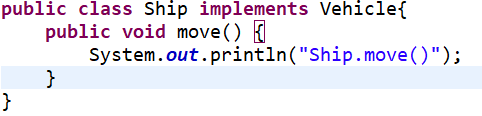 public class Ship implements Vehicle{
    public void move() {
        System.out.println("Ship.move()");
    }
}